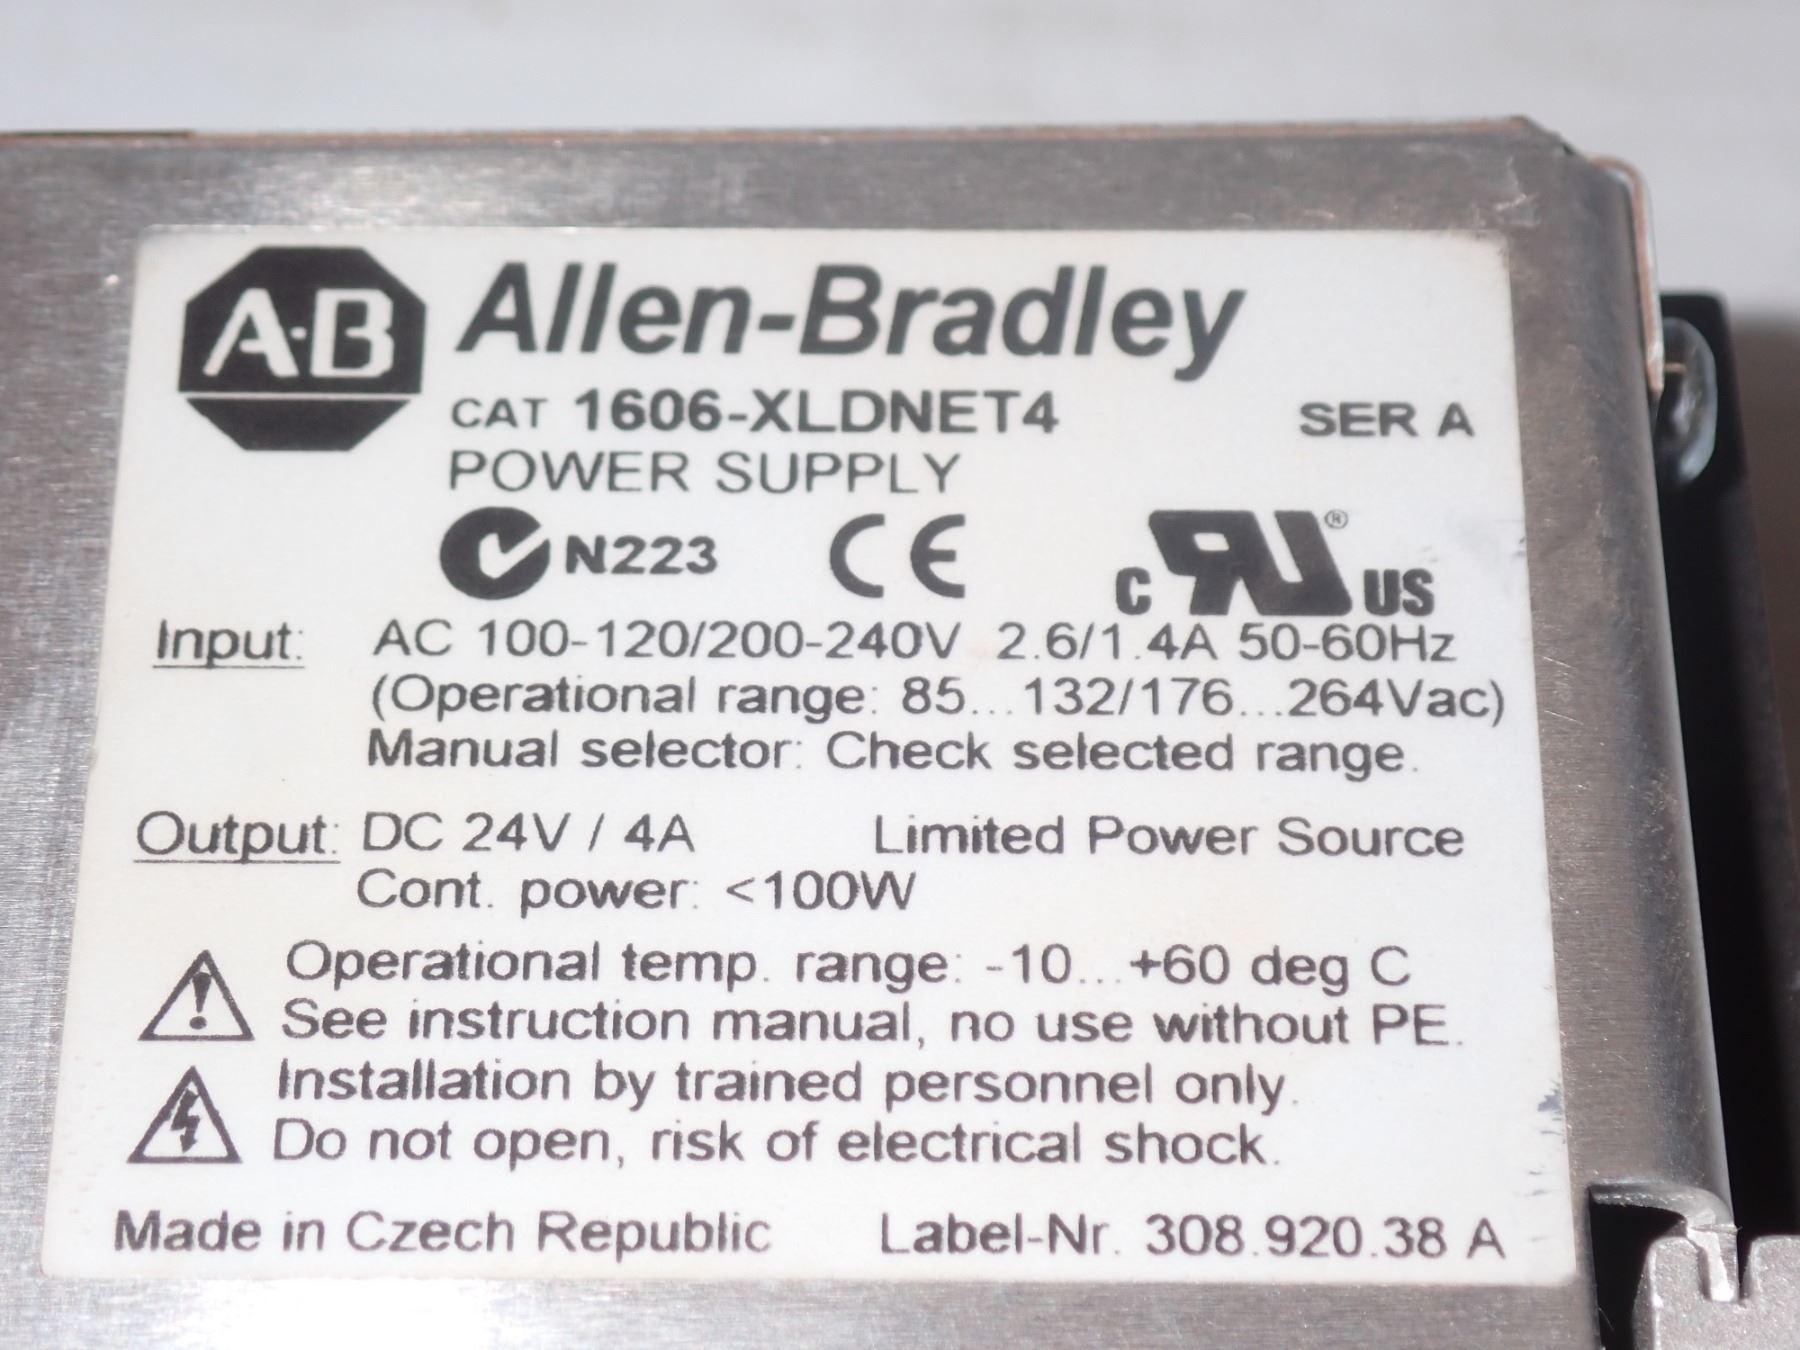 A-B Allen-Bradley
CAT 1606-XLDNET4 SER A
POWER SUPPLY
N223 CE C UR ® US
Input: AC 100-120/200-240V 2.6/1.4A 50-60Hz
(Operational range: 85...132/176...264Vac)
Manual selector: Check selected range.
Output: DC 24V / 4A Limited Power Source
Cont. power: <100W
Operational temp. range: -10...+60 deg C
See instruction manual, no use without PE.
Installation by trained personnel only.
Do not open, risk of electrical shock.
Made in Czech Republic Label-Nr. 308.920.38 A